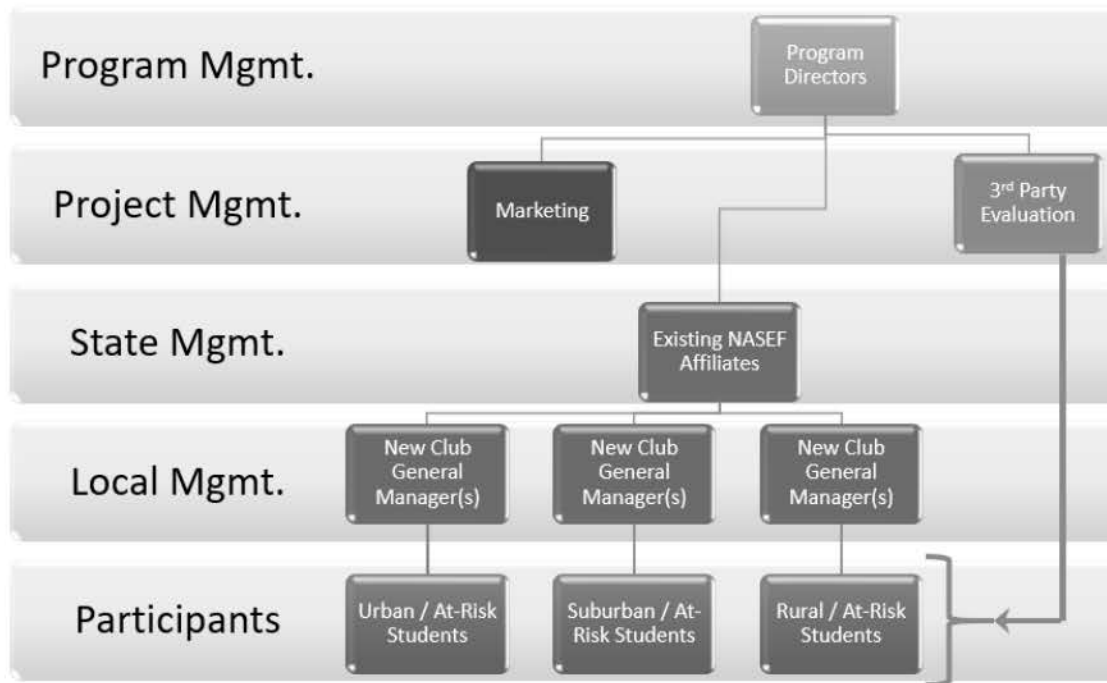 Program Mgmt.
Program
Directors
Project Mgmt.
Marketing
3rd Party
Evaluation
State Mgmt.
Existing NASEF
Affiliates
Local Mgmt.
New Club
General
Manager(s)
New Club
General
Manager(s)
New Club
General
Manager(s)
Participants
Urban / At-Risk
Students
Suburban / At-
Risk Students
Rural / At-Risk
Students